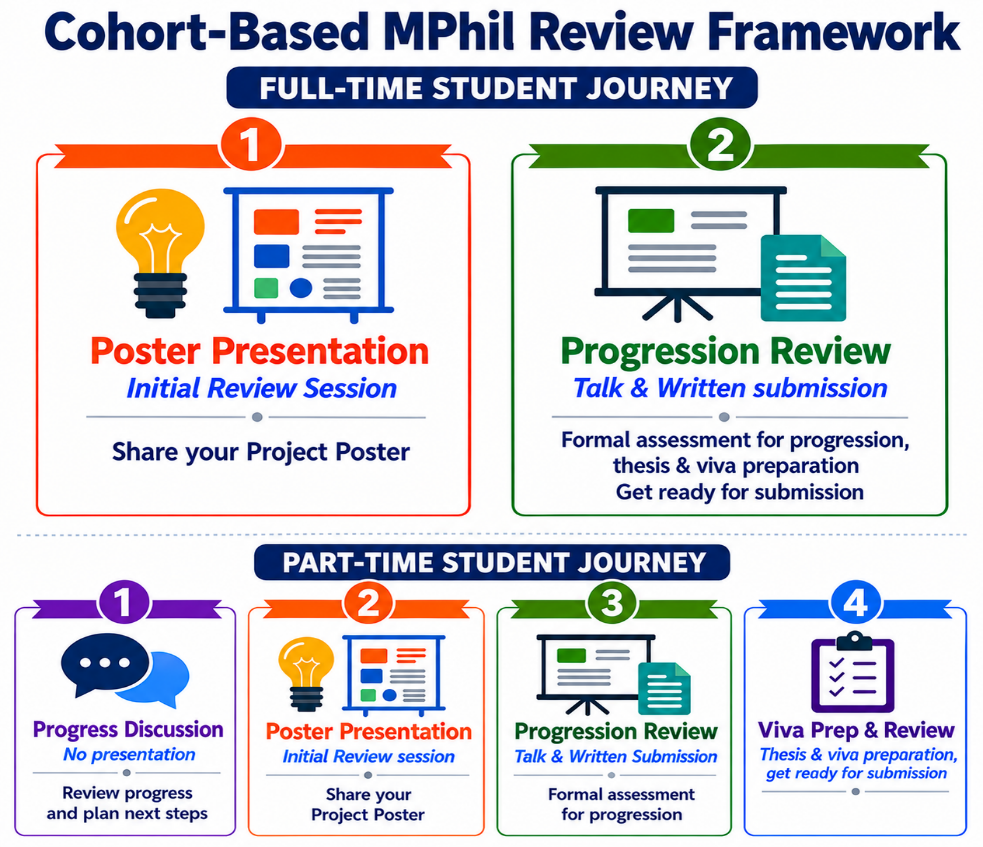 Cohort-Based MPhil Review Framework
FULL-TIME STUDENT JOURNEY
1
Poster Presentation
Initial Review Session
Share your Project Poster
2
Progression Review
Talk & Written submission
Formal assessment for progression,
thesis & viva preparation
Get ready for submission
PART-TIME STUDENT JOURNEY
1
Progress Discussion
No presentation
Review progress
and plan next steps
2
Poster Presentation
Initial Review session
Share your
Project Poster
3
Progression Review
Talk & Written Submission
Formal assessment
for progression
4
Viva Prep & Review
Thesis & viva preparation,
get ready for submission